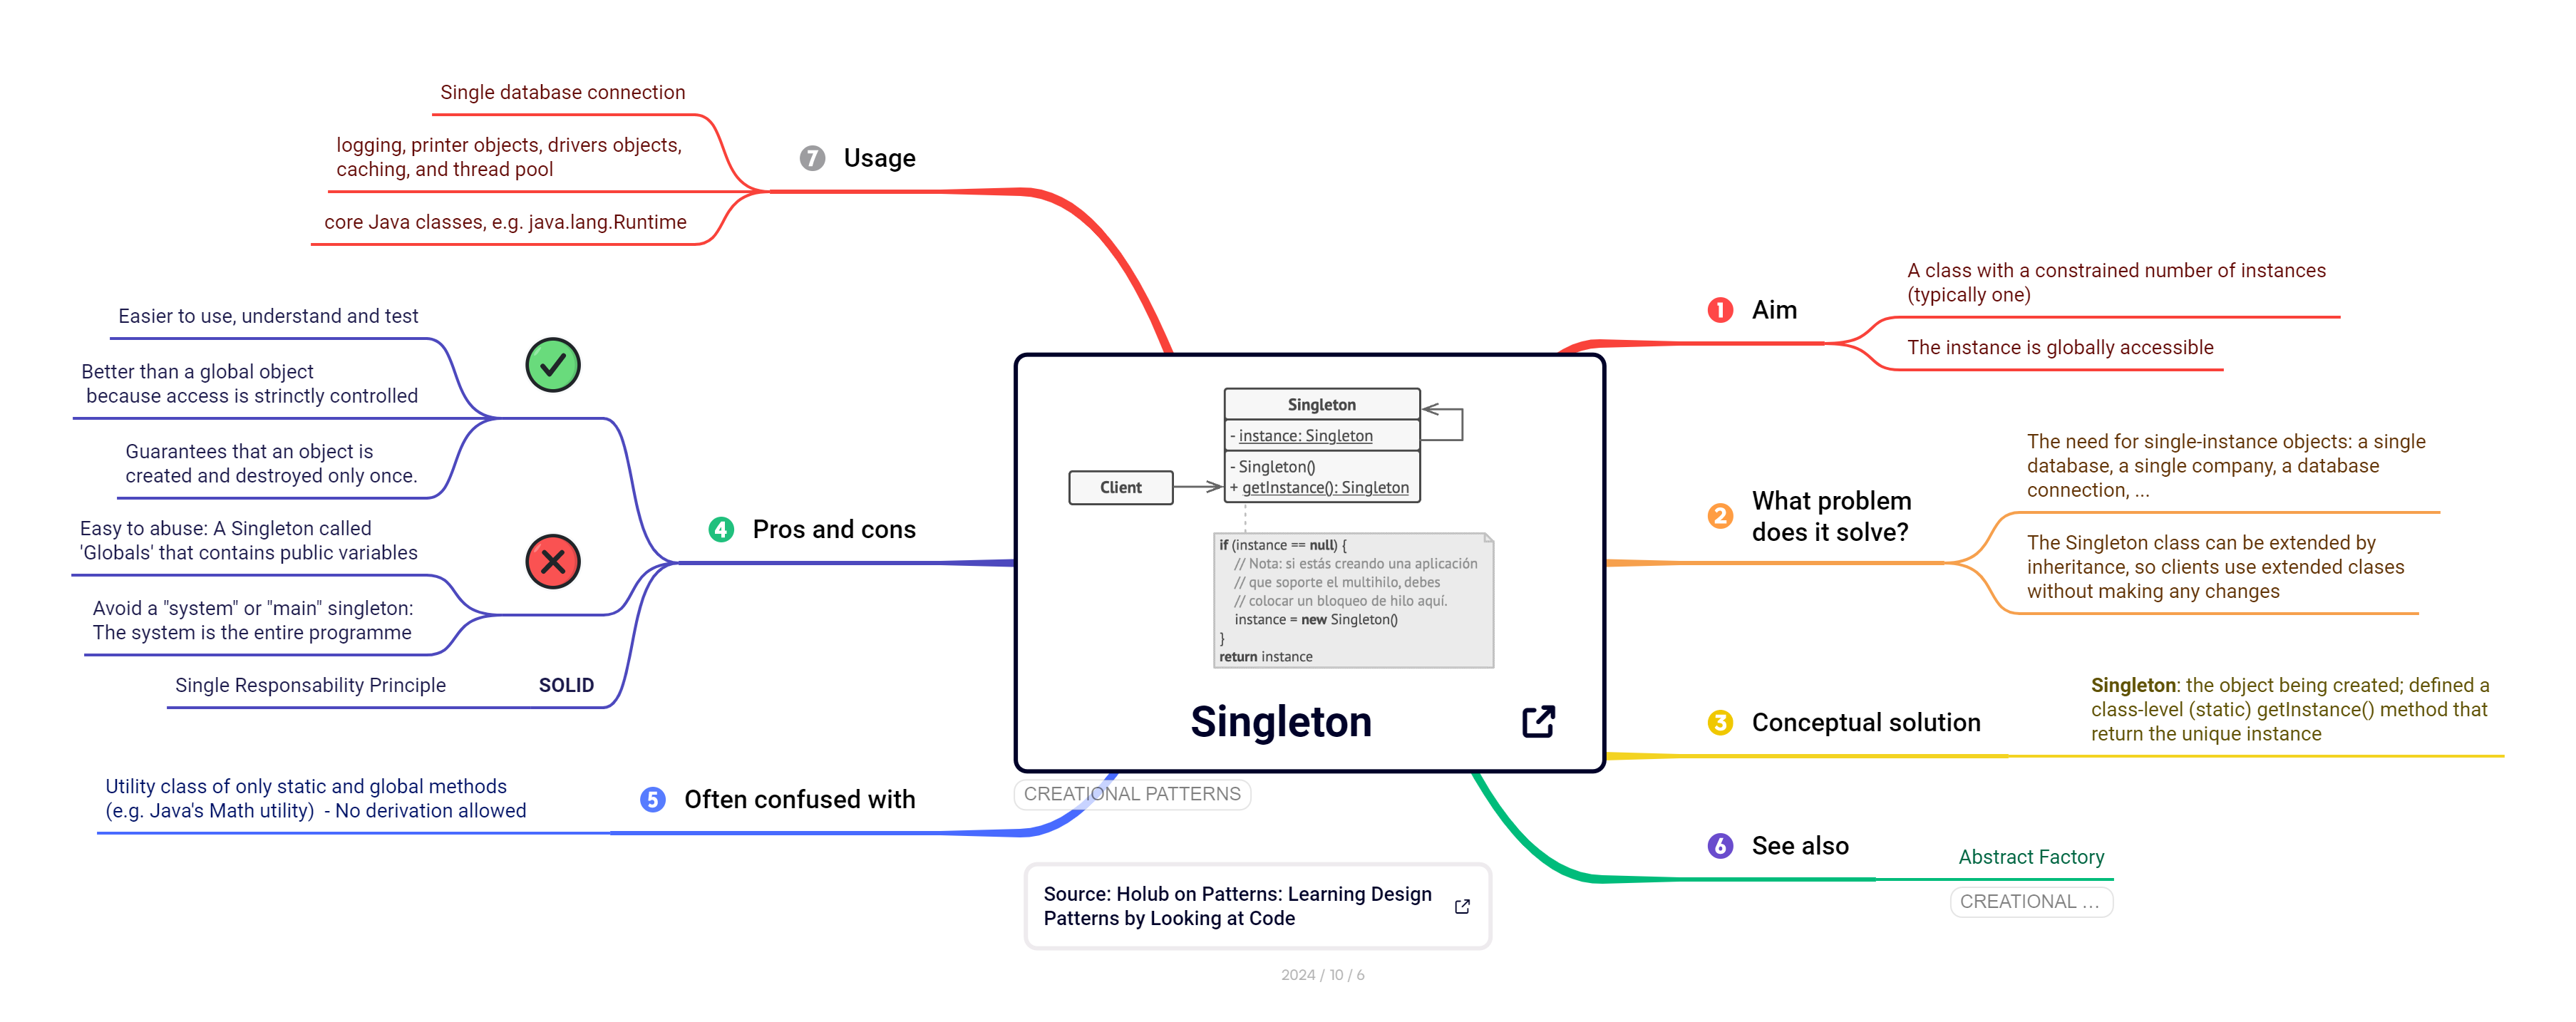 Single database connection
logging, printer objects, drivers objects,
caching, and thread pool
core Java classes, e.g. java.lang.Runtime
7 Usage
Easier to use, understand and test
Better than a global object
because access is strinctly controlled
Guarantees that an object is
created and destroyed only once.
Easy to abuse: A Singleton called
'Globals' that contains public variables
Avoid a "system" or "main" singleton:
The system is the entire programme
Single Responsability Principle
SOLID
4 Pros and cons
Utility class of only static and global methods
(e.g. Java's Math utility) - No derivation allowed
5 Often confused with
Singleton
- instance: Singleton
- Singleton()
+ getInstance(): Singleton
Client
if (instance == null) {
// Nota: si estás creando una aplicación
// que soporte el multihilo, debes
// colocar un bloqueo de hilo aquí.
instance = new Singleton()
}
return instance
Singleton
CREATIONAL PATTERNS
1 Aim
A class with a constrained number of instances
(typically one)
The instance is globally accessible
2 What problem
does it solve?
The need for single-instance objects: a single
database, a single company, a database
connection, ...
The Singleton class can be extended by
inheritance, so clients use extended clases
without making any changes
3 Conceptual solution
Singleton: the object being created; defined a
class-level (static) getInstance() method that
return the unique instance
6 See also
Abstract Factory
CREATIONAL ...
Source: Holub on Patterns: Learning Design
Patterns by Looking at Code
2024 / 10 / 6